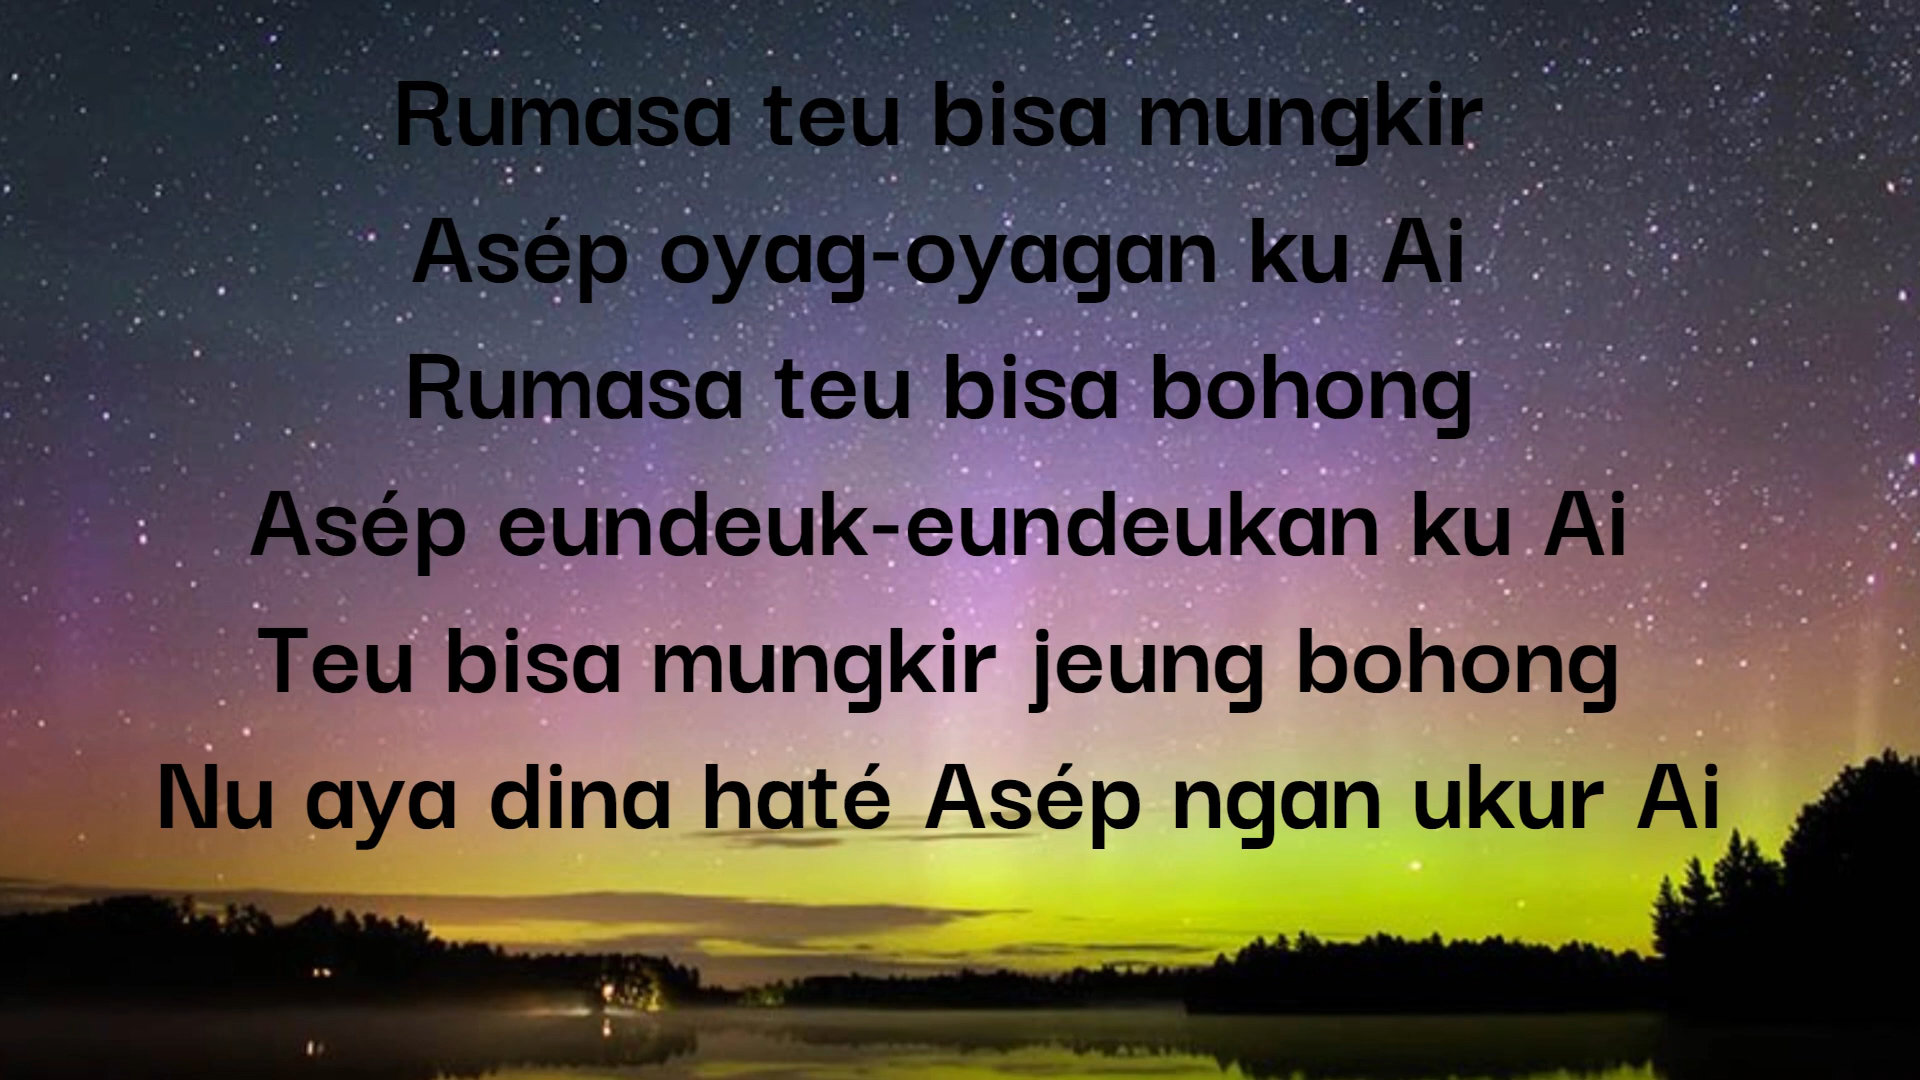 Rumasa teu bisa mungkir
Asép oyag-oyagan ku Ai
Rumasa teu bisa bohong
Asép eundeuk-eundeukan ku Ai
Teu bisa mungkir jeung bohong
Nu aya dina haté Asép ngan ukur Ai